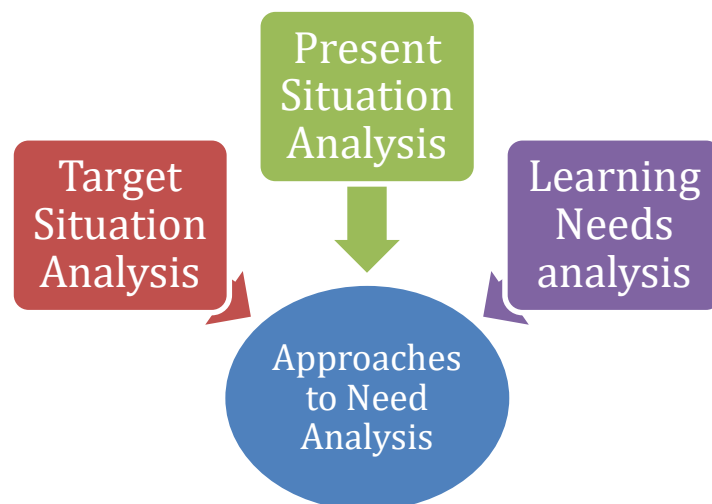 Present
Situation
Analysis
Target
Situation
Analysis
Learning
Needs
analysis
Approaches
to Need
Analysis